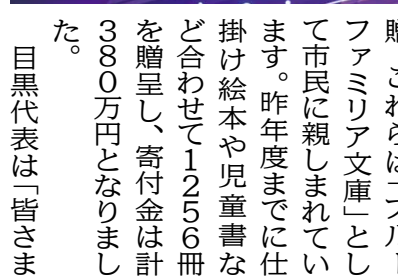 これらは
ファミリア文庫」とし
て市民に親しまれてい
ます。昨年度までに仕
掛け絵本や児童書な
ど合わせて1256冊
を贈呈し、寄付金は計
380万円となりまし
た。
目黒代表は「皆さま